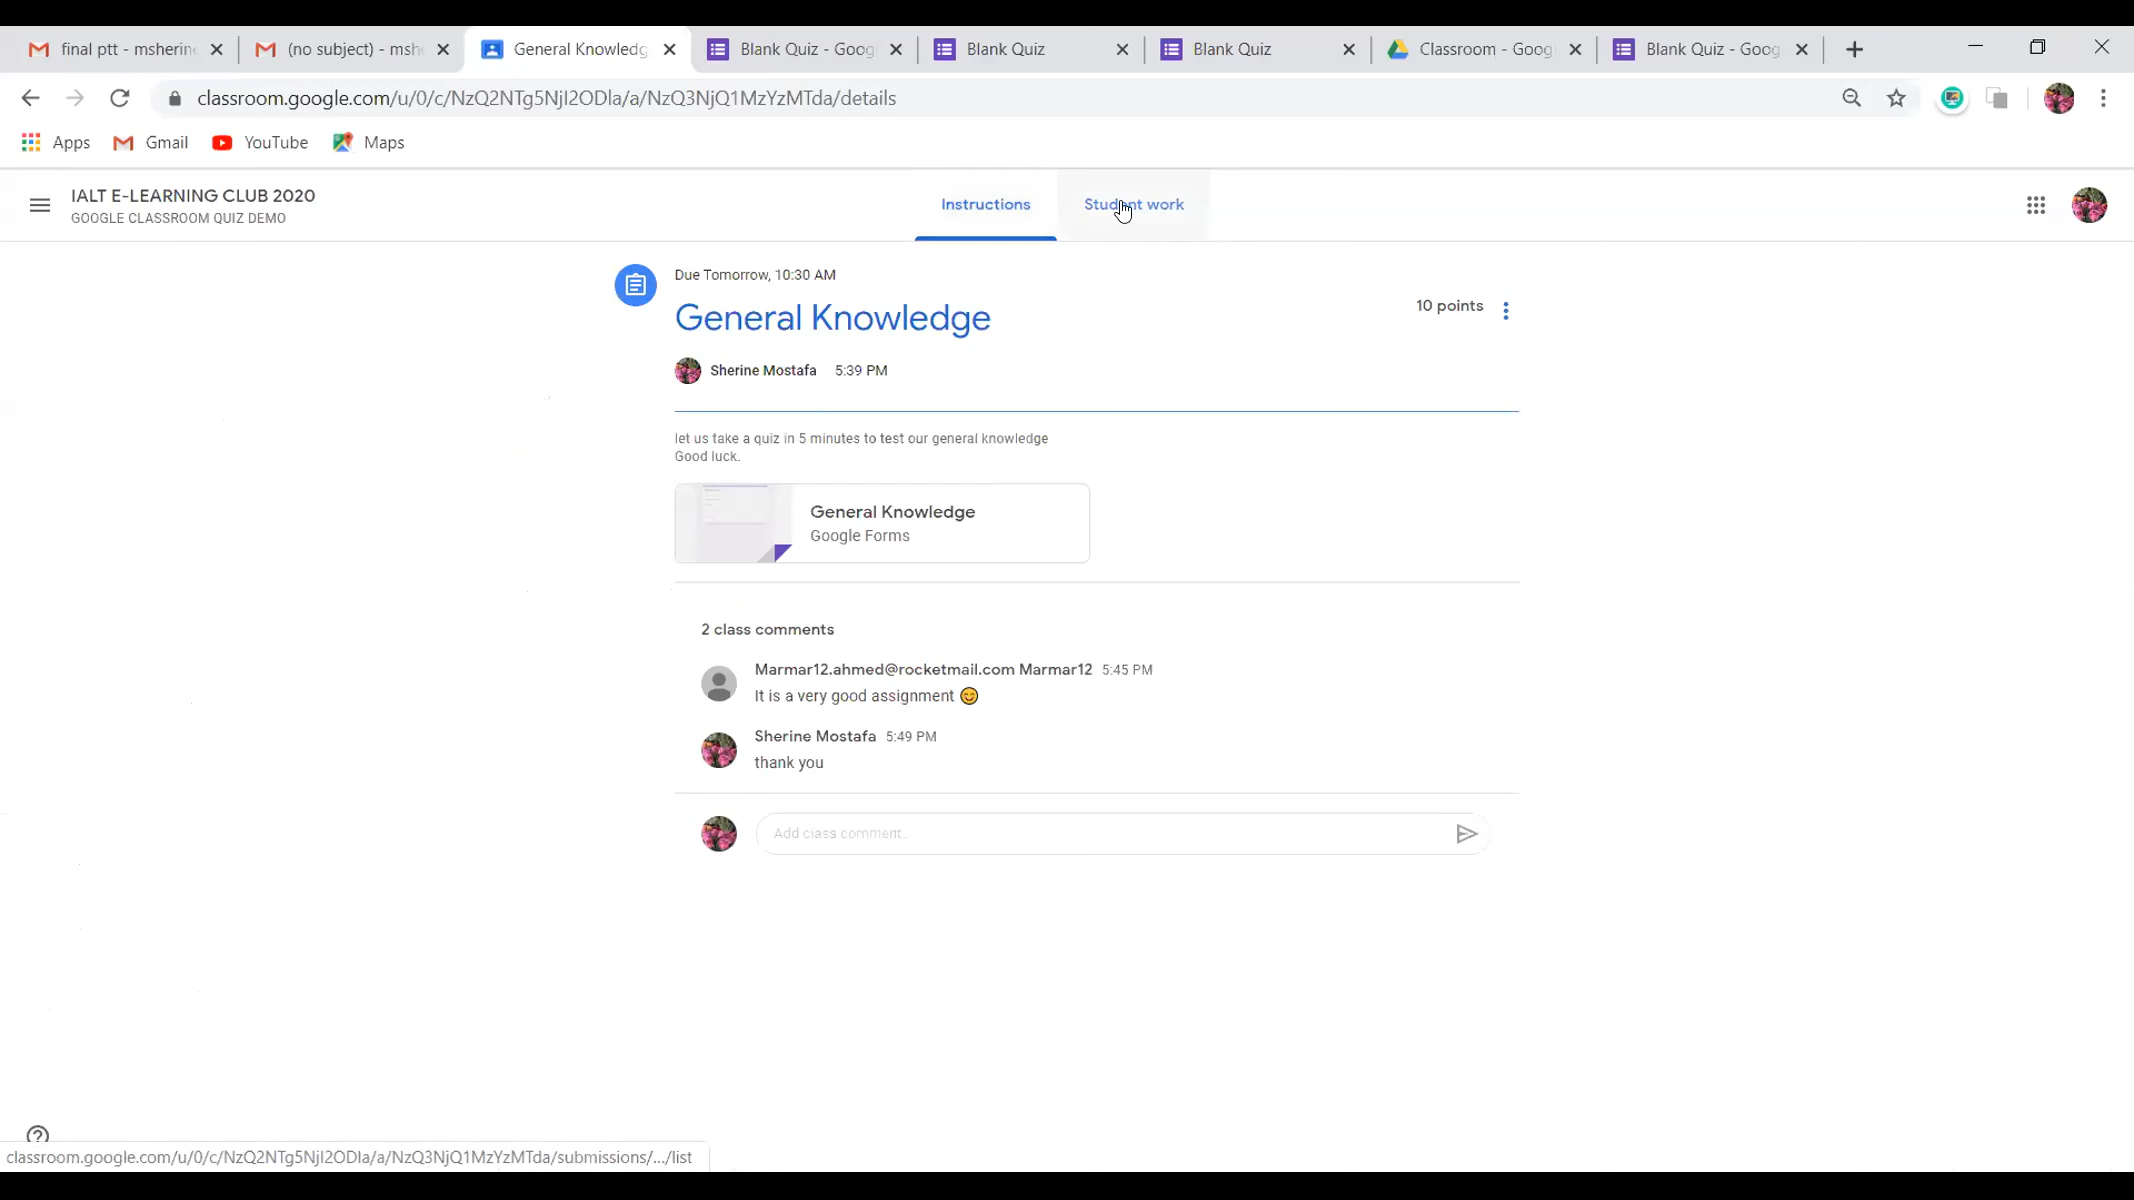 final ptt - msherine
(no subject) - mshe
General Knowledg
Blank Quiz - Goog
Blank Quiz
Blank Quiz
Classroom - Goog
Blank Quiz - Goog
classroom.google.com/u/0/c/NzQ2NTg5NjI2ODla/a/NzQ3NjQ1MzYzMTda/details
Apps
Gmail
YouTube
Maps
IALT E-LEARNING CLUB 2020
GOOGLE CLASSROOM QUIZ DEMO
Instructions
Student work
Due Tomorrow, 10:30 AM
General Knowledge
10 points
Sherine Mostafa 5:39 PM
let us take a quiz in 5 minutes to test our general knowledge
Good luck.
General Knowledge
Google Forms
2 class comments
Marmar12.ahmed@rocketmail.com Marmar12 5:45 PM
It is a very good assignment 😊
Sherine Mostafa 5:49 PM
thank you
Add class comment..
classroom.google.com/u/0/c/NzQ2NTg5NjI2ODla/a/NzQ3NjQ1MzYzMTda/submissions/.../list